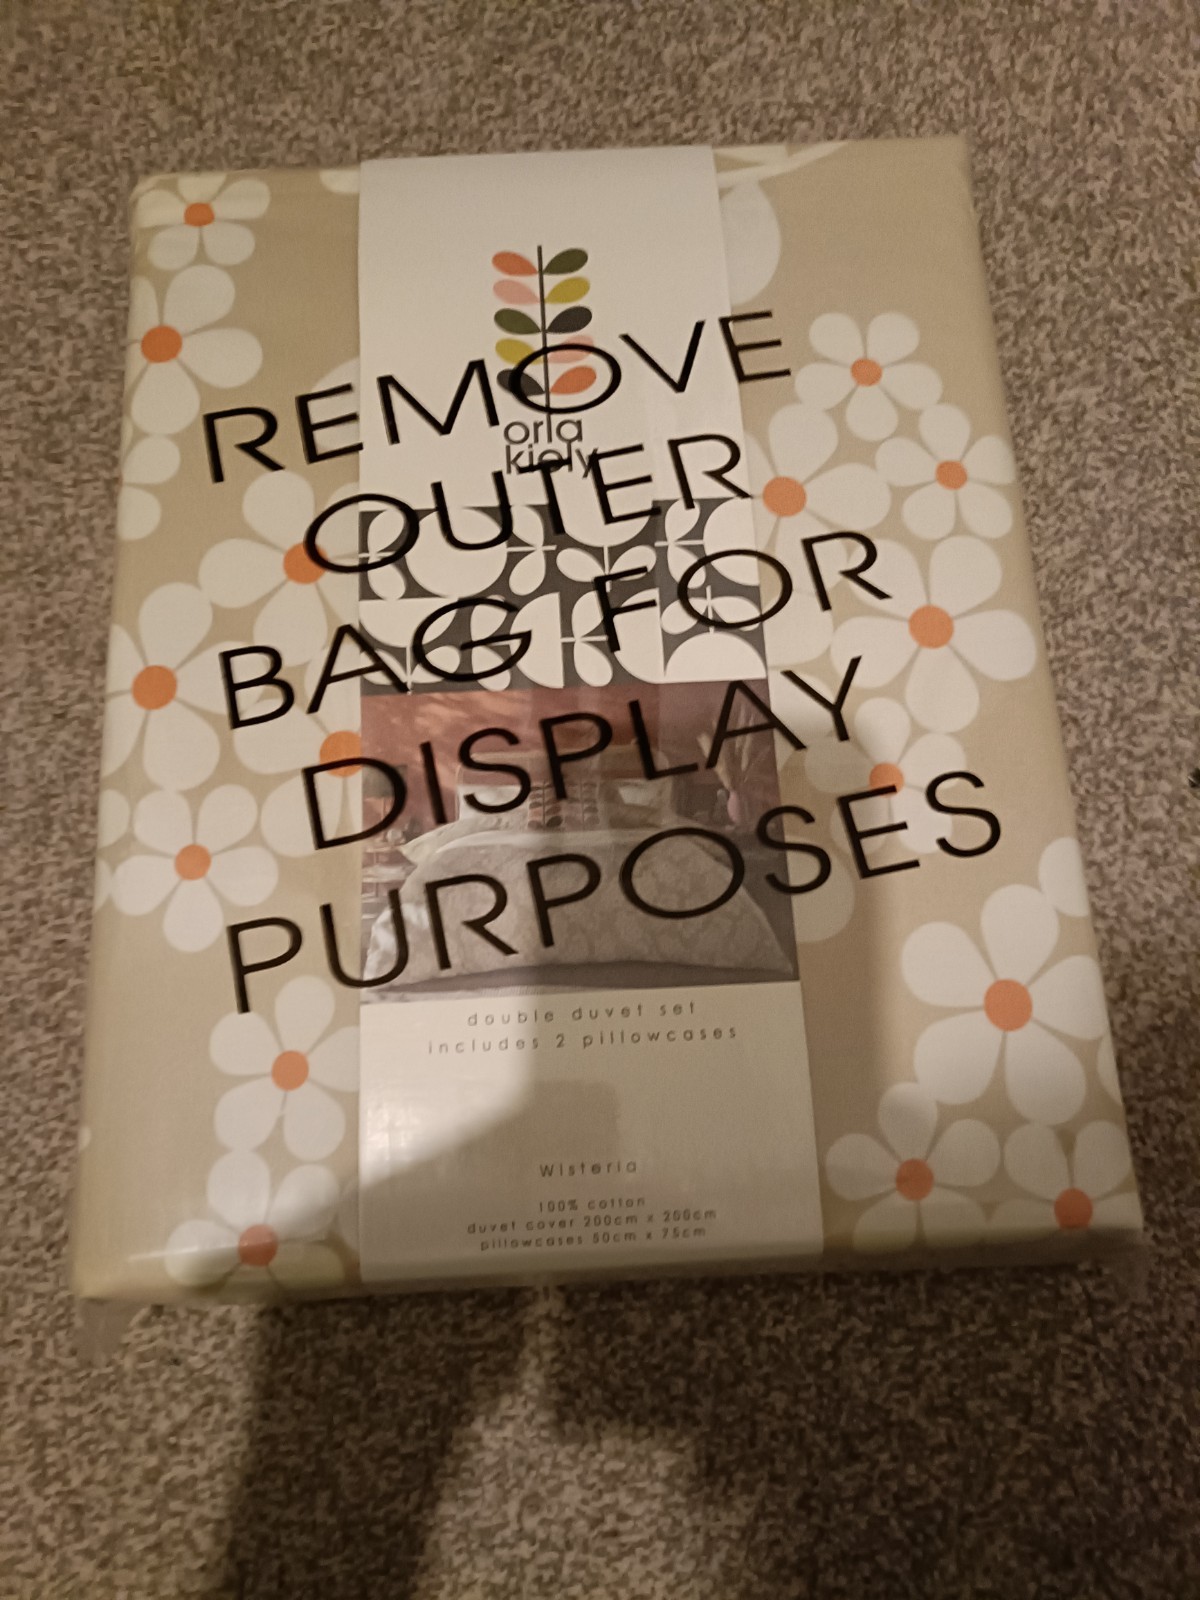 REMOVE
OUTER
BAG FOR
DISPLAY
PURPOSES
orla
kiely
double duvet set
includes 2 pillowcases
Wisteria
100% cotton
duvet cover 200cm x 200cm
pillowcases 50cm x 75cm